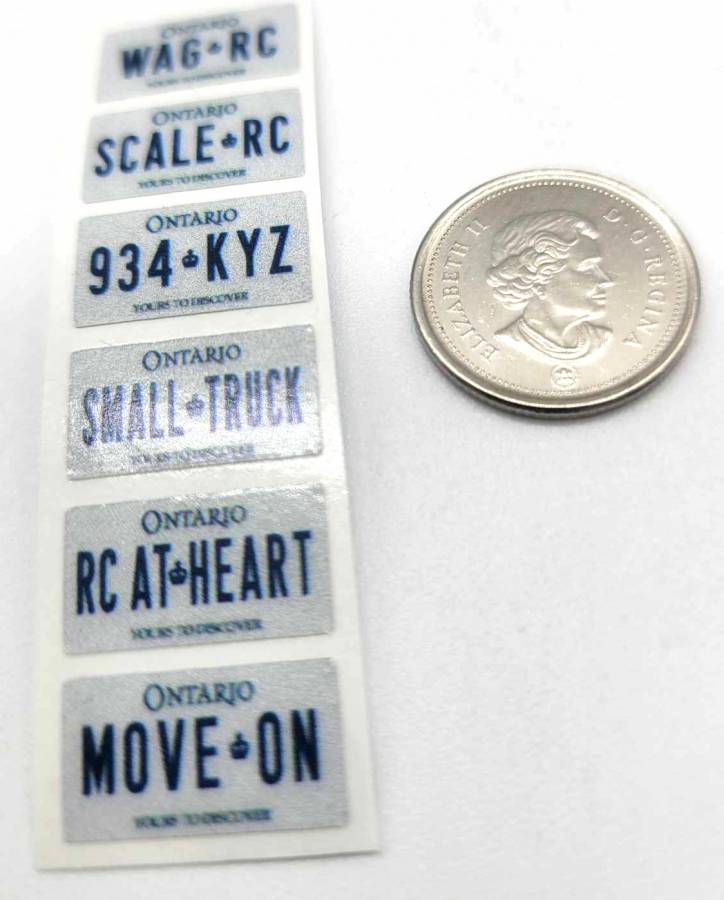 ONTARIO
WAG RC
YOURS TO DISCOVER
ONTARIO
SCALE RC
YOURS TO DISCOVER
ONTARIO
934 KYZ
YOURS TO DISCOVER
ONTARIO
SMALL TRUCK
YOURS TO DISCOVER
ONTARIO
RC AT HEART
YOURS TO DISCOVER
ONTARIO
MOVE ON
YOURS TO DISCOVER
ELIZABETH II D·G·REGINA